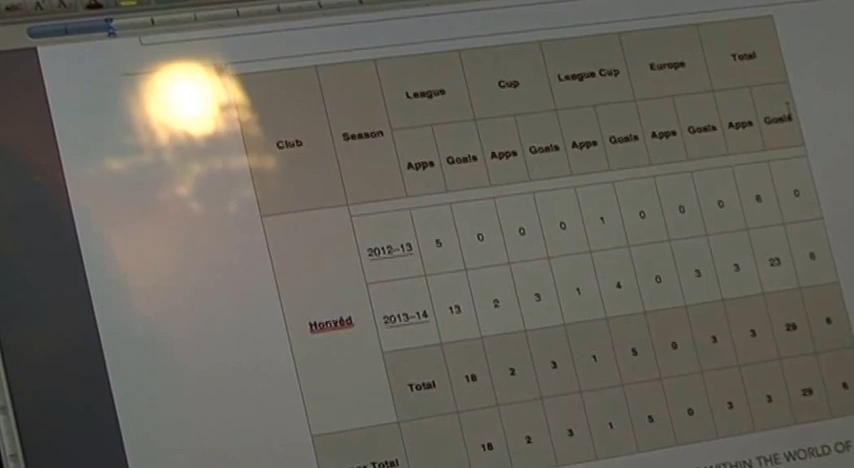 League Cup League Cup Europe Total
Club Season Apps Goals Apps Goals Apps Goals Apps Goals Apps Goals
Honvéd 2012–13 5 0 0 0 1 0 0 0 6 0
2013–14 13 2 3 1 4 0 3 3 23 6
Total 18 2 3 1 5 0 3 3 29 6
Total 18 2 3 1 5 0 3 3 29 6
WITHIN THE WORLD OF